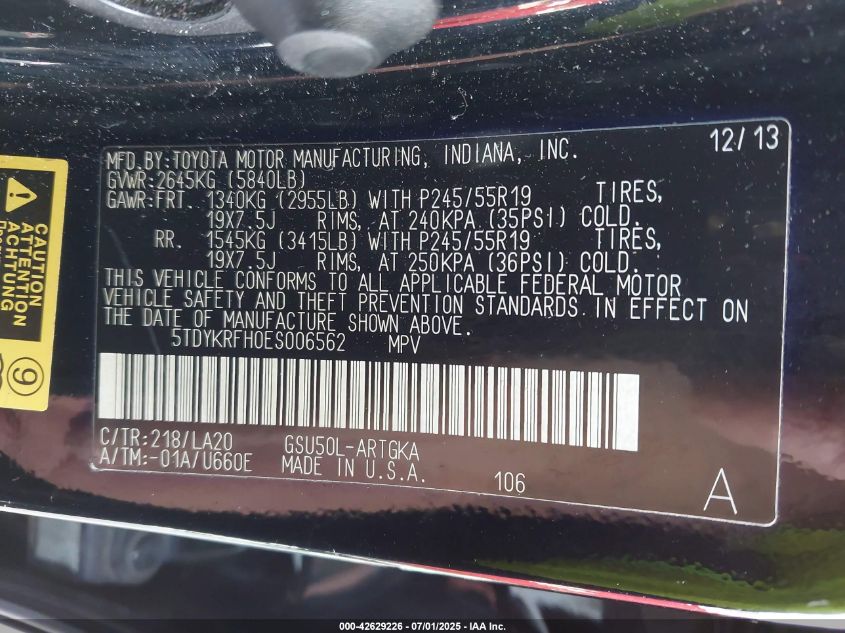 12/13
MFD.BY:TOYOTA MOTOR MANUFACTURING, INDIANA, INC.
GVWR:2645KG (5840LB)
GAWR:FRT. 1340KG (2955LB) WITH P245/55R19 TIRES,
19X7.5J RIMS, AT 240KPA (35PSI) COLD.
RR. 1545KG (3415LB) WITH P245/55R19 TIRES,
19X7.5J RIMS, AT 250KPA (36PSI) COLD.
THIS VEHICLE CONFORMS TO ALL APPLICABLE FEDERAL MOTOR
VEHICLE SAFETY AND THEFT PREVENTION STANDARDS IN EFFECT ON
THE DATE OF MANUFACTURE SHOWN ABOVE.
5TDYKRFH0ES006562 MPV
C/TR:218/LA20 GSU50L-ARTGKA
A/TM:-01A/U660E MADE IN U.S.A.
106
A
CAUTION
ATTENTION
ACHTUNG
9
000-42629226 - 07/01/2025 - IAA Inc.